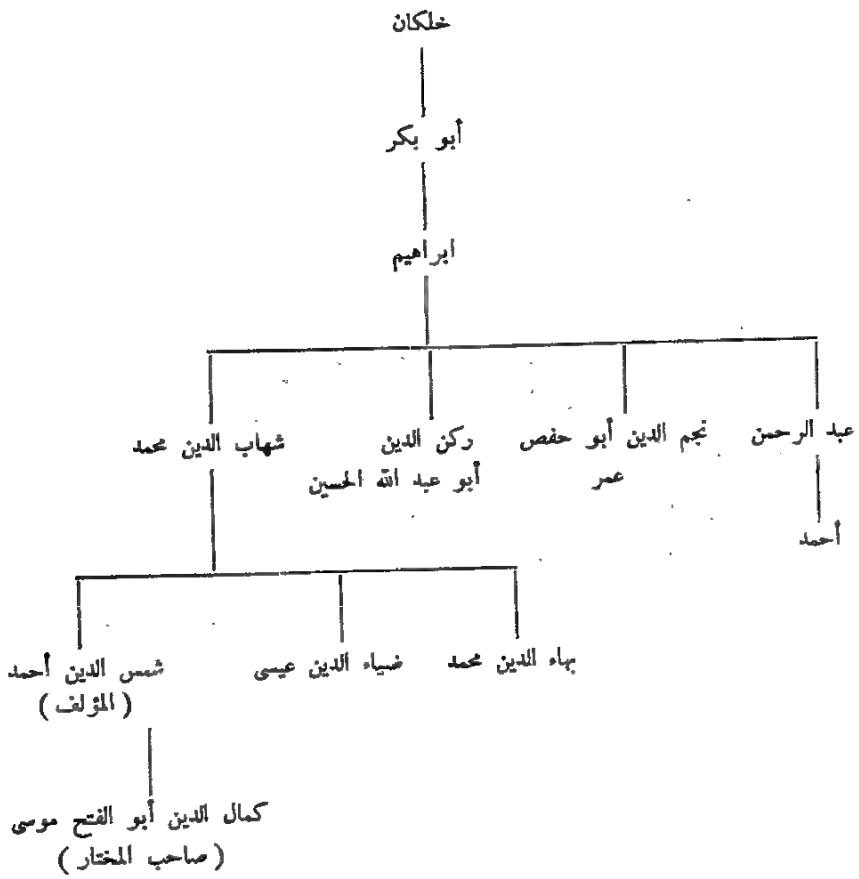 خلكان
أبو بكر
ابراهيم
عبد الرحمن
نجم الدين أبو حفص
عمر
ركن الدين
أبو عبد الله الحسين
شهاب الدين محمد
أحمد
بهاء الدين محمد
ضياء الدين عيسى
شمس الدين أحمد
( المؤلف )
كمال الدين أبو الفتح موسى
( صاحب المختار )